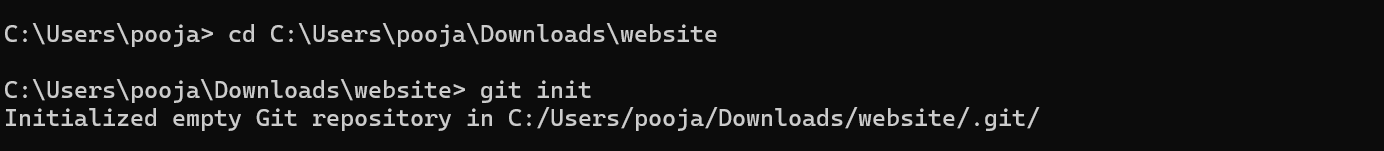 C:\Users\pooja> cd C:\Users\pooja\Downloads\website
C:\Users\pooja\Downloads\website> git init
Initialized empty Git repository in C:/Users/pooja/Downloads/website/.git/